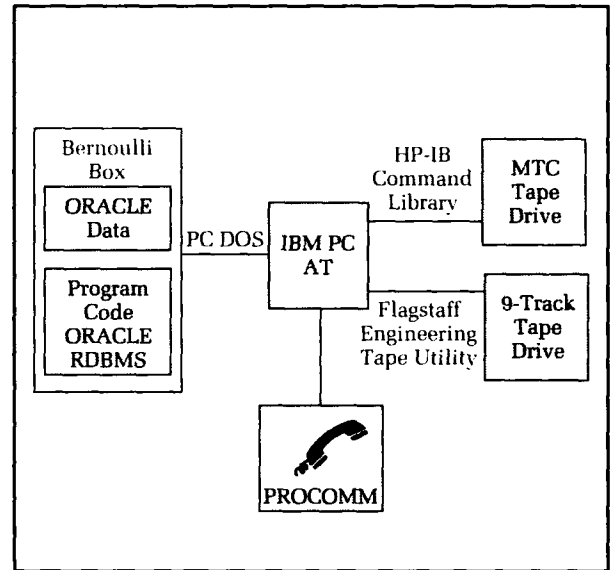 Bernoulli
Box
ORACLE
Data
Program
Code
ORACLE
RDBMS
PC DOS
IBM PC
AT
HP-IB
Command
Library
MTC
Tape
Drive
Flagstaff
Engineering
Tape Utility
9-Track
Tape
Drive
PROCOMM